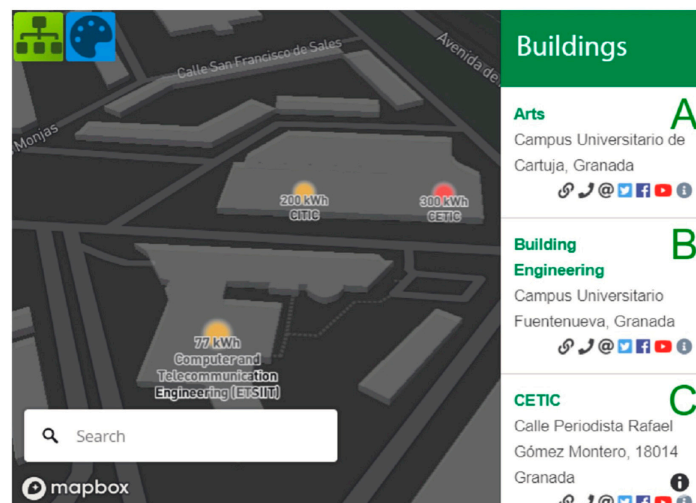 Calle San Francisco de Sales
Avenida de
Monjas
200 kWh
CITIC
300 kWh
CETIC
77 kWh
Computer and
Telecommunication
Engineering (ETSIIT)
Search
mapbox
Buildings
Arts
A
Campus Universitario de
Cartuja, Granada
Building
B
Engineering
Campus Universitario
Fuentenueva, Granada
CETIC
C
Calle Periodista Rafael
Gómez Montero, 18014
Granada